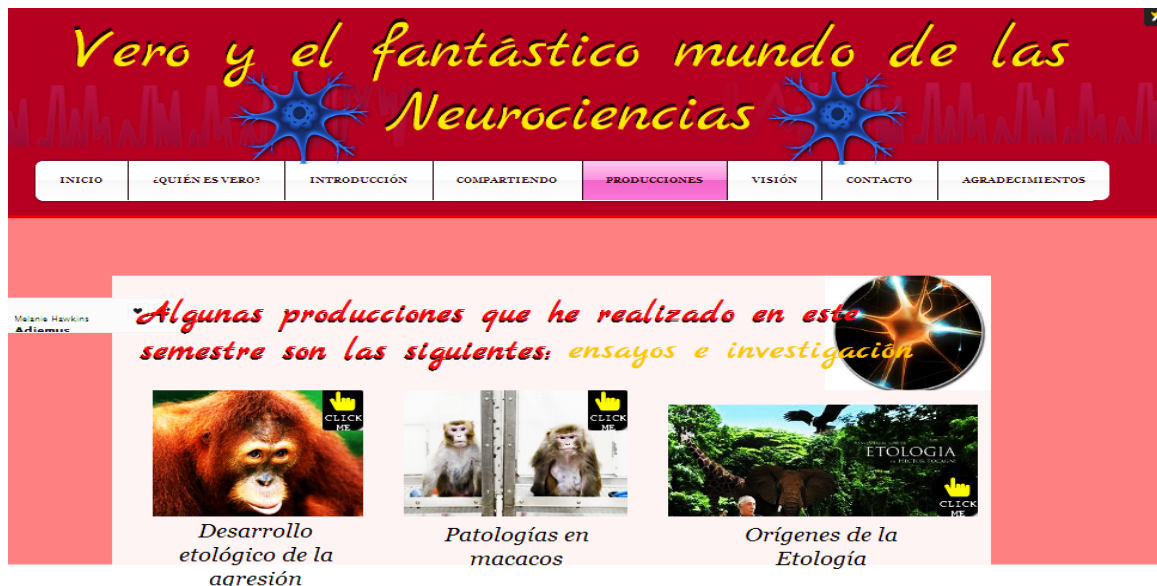 Vero y el fantástico mundo de las
Neurociencias
INICIO
¿QUIÉN ES VERO?
INTRODUCCIÓN
COMPARTIENDO
PRODUCCIONES
VISIÓN
CONTACTO
AGRADECIMIENTOS
Melanie Hawkins
Adiemus
Algunas producciones que he realizado en este
semestre son las siguientes: ensayos e investigación
CLICK
ME
CLICK
ME
ETOLOGIA
CLICK
ME
Desarrollo
etológico de la
agresión
Patologías en
macacos
Orígenes de la
Etología